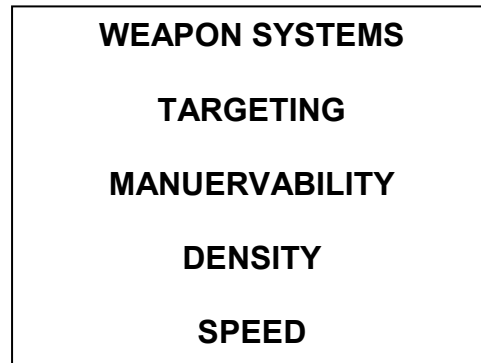 WEAPON SYSTEMS
TARGETING
MANUERVABILITY
DENSITY
SPEED